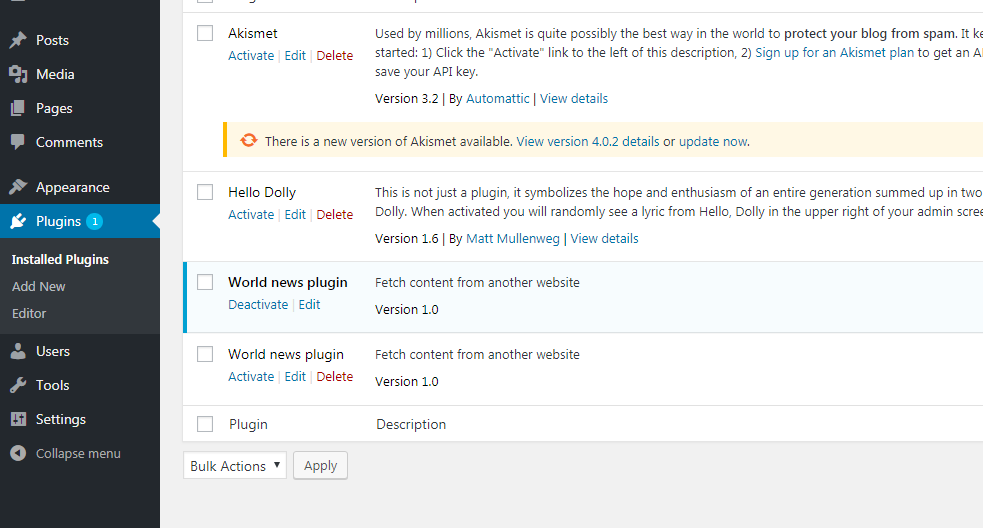 Posts
Media
Pages
Comments
Appearance
Plugins 1
Installed Plugins
Add New
Editor
Users
Tools
Settings
Collapse menu
Akismet
Activate | Edit | Delete
Used by millions, Akismet is quite possibly the best way in the world to protect your blog from spam. It
started: 1) Click the "Activate" link to the left of this description, 2) Sign up for an Akismet plan to get an
save your API key.
Version 3.2 | By Automattic | View details
There is a new version of Akismet available. View version 4.0.2 details or update now.
Hello Dolly
Activate | Edit | Delete
This is not just a plugin, it symbolizes the hope and enthusiasm of an entire generation summed up in two
Dolly. When activated you will randomly see a lyric from Hello, Dolly in the upper right of your admin
Version 1.6 | By Matt Mullenweg | View details
World news plugin
Deactivate | Edit
Fetch content from another website
Version 1.0
World news plugin
Activate | Edit | Delete
Fetch content from another website
Version 1.0
Plugin
Description
Bulk Actions
Apply